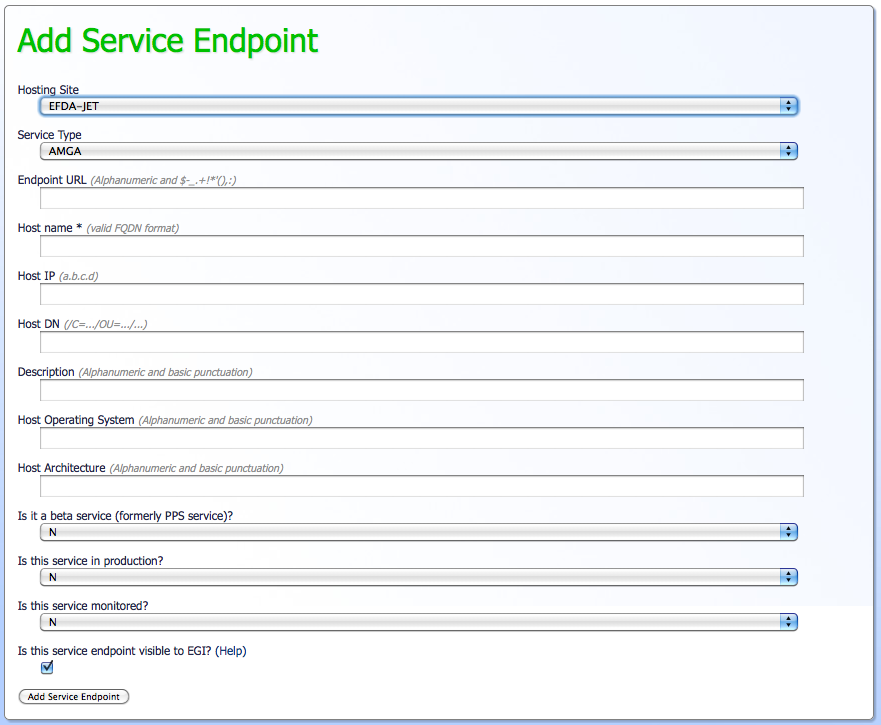 Add Service Endpoint
Hosting Site
EFDA-JET
Service Type
AMGA
Endpoint URL (Alphanumeric and $-_.+!*'(),:)
Host name * (valid FQDN format)
Host IP (a.b.c.d)
Host DN (/C=.../OU=.../...)
Description (Alphanumeric and basic punctuation)
Host Operating System (Alphanumeric and basic punctuation)
Host Architecture (Alphanumeric and basic punctuation)
Is it a beta service (formerly PPS service)?
N
Is this service in production?
N
Is this service monitored?
N
Is this service endpoint visible to EGI? (Help)
Add Service Endpoint